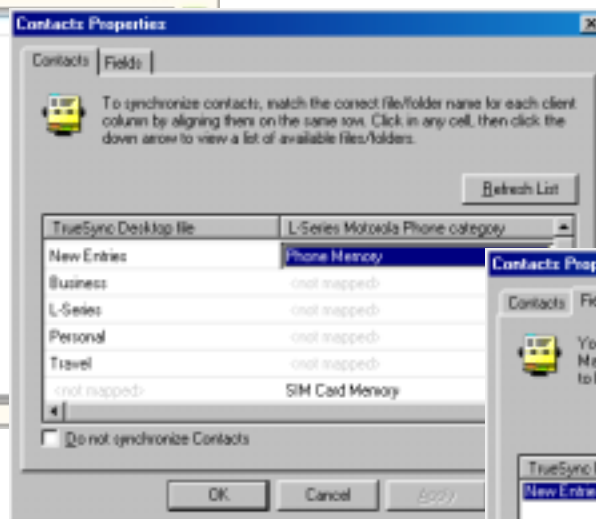 Contacts Properties
Contacts Fields
To synchronize contacts, match the correct file/folder name for each client
column by aligning them on the same row. Click in any cell, then click the
down arrow to view a list of available files/folders.
Refresh List
TrueSync Desktop file L-Series Motorola Phone category
New Entries Phone Memory
Business <not mapped>
L-Series <not mapped>
Personal <not mapped>
Travel <not mapped>
<not mapped> SIM Card Memory
Do not synchronize Contacts
OK Cancel Apply
Contacts Prop
Contacts Fie
Yo
Ma
to
TrueSync
New Entrie